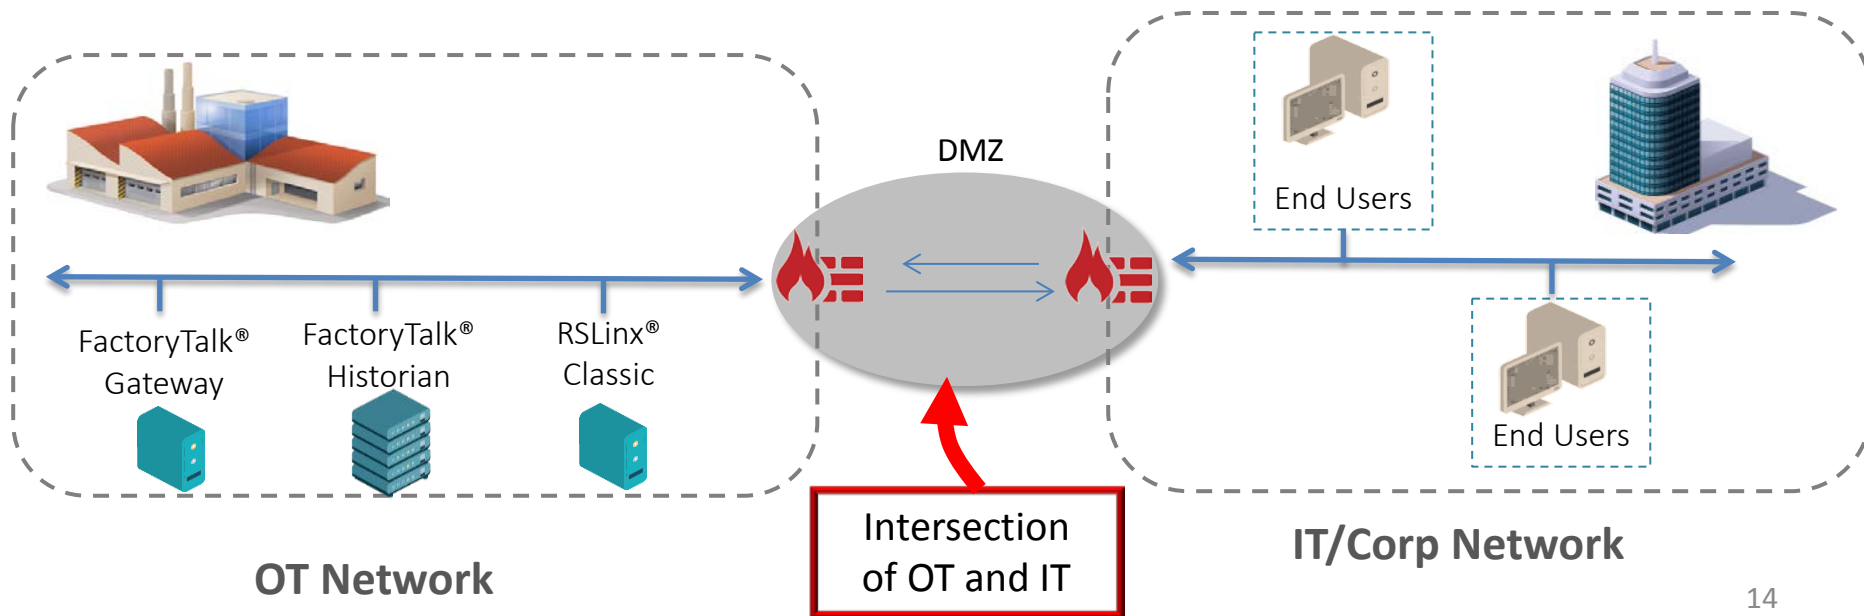 DMZ
End Users
FactoryTalk®
Gateway
FactoryTalk®
Historian
RSLinx®
Classic
End Users
Intersection
of OT and IT
OT Network
IT/Corp Network
14